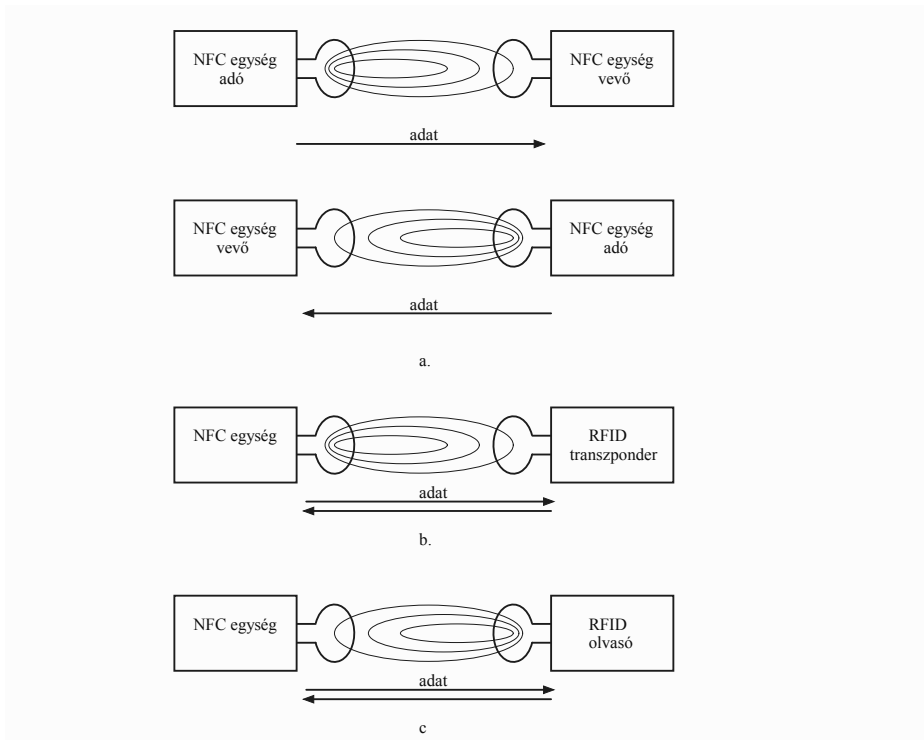 NFC egység
adó
NFC egység
vevő
adat
NFC egység
vevő
NFC egység
adó
adat
a.
NFC egység
RFID
transzponder
adat
b.
NFC egység
RFID
olvasó
adat
c